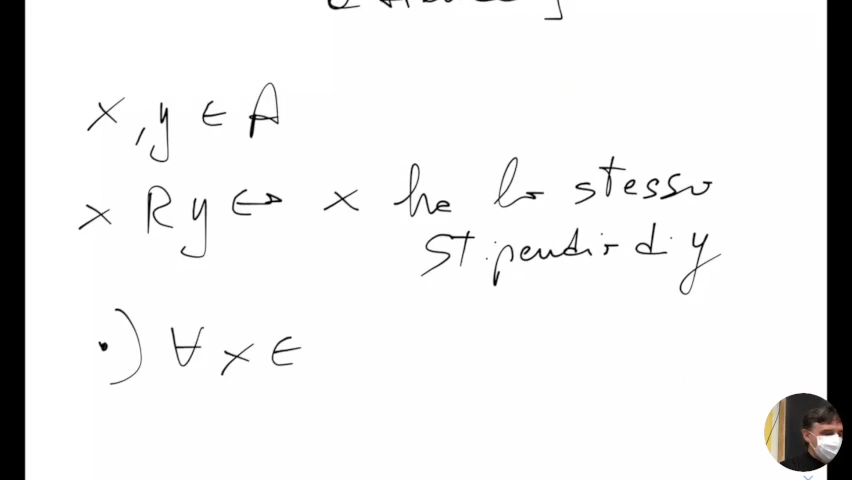 x, y ∈ A
x R y ↔ x ha lo stesso
stipendio di y
•) ∀ x ∈